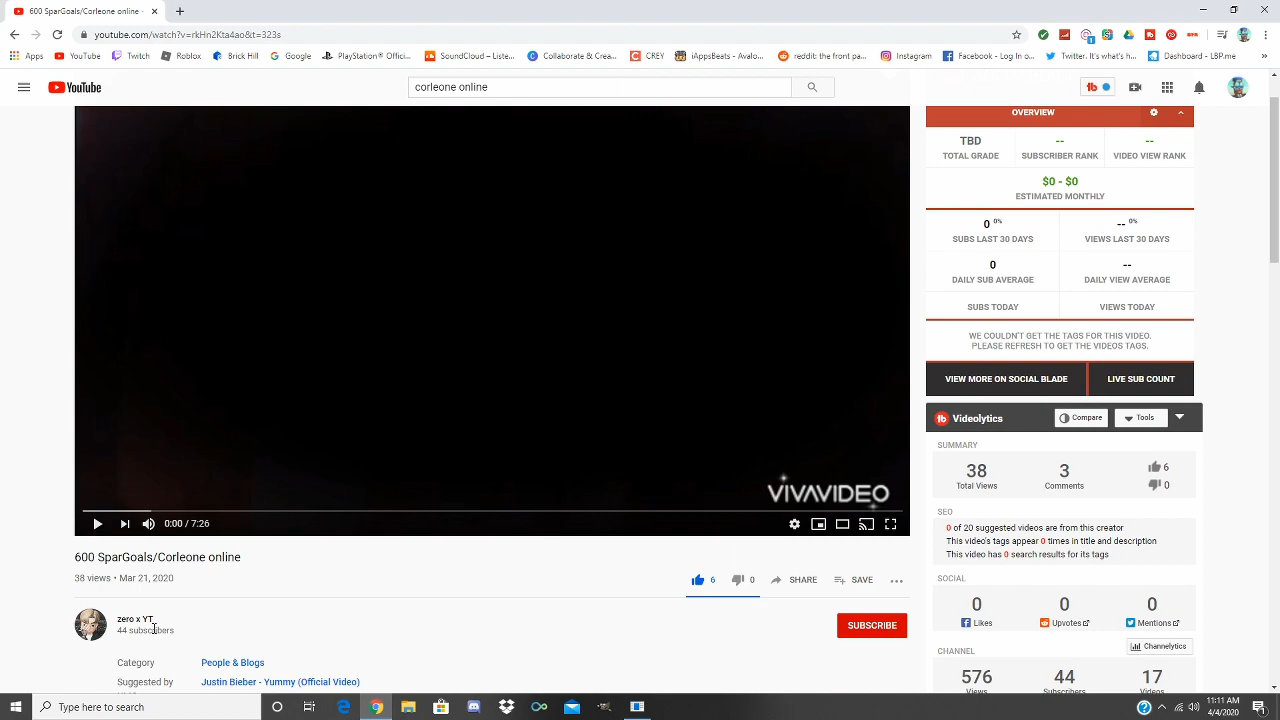 600 SparGoals/Corleone online -
youtube.com/watch?v=rkHn2Kta4ao&t=323s
Apps YouTube Twitch Roblox Brick Hill Google SoundCloud – List... Collaborate & Crea... CREY iAppsBeats - Avalo... reddit: the front pa... Instagram Facebook - Log In o... Twitter. It's what's h... Dashboard - LBP.me
YouTube
corleone online
OVERVIEW
TBD
TOTAL GRADE
--
SUBSCRIBER RANK
--
VIDEO VIEW RANK
$0 - $0
ESTIMATED MONTHLY
0 0%
SUBS LAST 30 DAYS
-- 0%
VIEWS LAST 30 DAYS
0
DAILY SUB AVERAGE
--
DAILY VIEW AVERAGE
SUBS TODAY
VIEWS TODAY
WE COULDN'T GET THE TAGS FOR THIS VIDEO.
PLEASE REFRESH TO GET THE VIDEOS TAGS.
VIEW MORE ON SOCIAL BLADE
LIVE SUB COUNT
Videolytics Compare Tools
SUMMARY
38
Total Views
3
Comments
6
0
SEO
0 of 20 suggested videos are from this creator
This video's tags appear 0 times in title and description
This video has 0 search results for its tags
SOCIAL
0
Likes
0
Upvotes
0
Mentions
CHANNEL
Channelytics
576
Views
44
Subscribers
17
Videos
VIVAVIDEO
0:00 / 7:26
600 SparGoals/Corleone online
38 views • Mar 21, 2020
6 0 SHARE SAVE
zero x YT
44 subscribers
SUBSCRIBE
Category People & Blogs
Suggested by Justin Bieber - Yummy (Official Video)
Type here to search
11:11 AM
4/4/2020